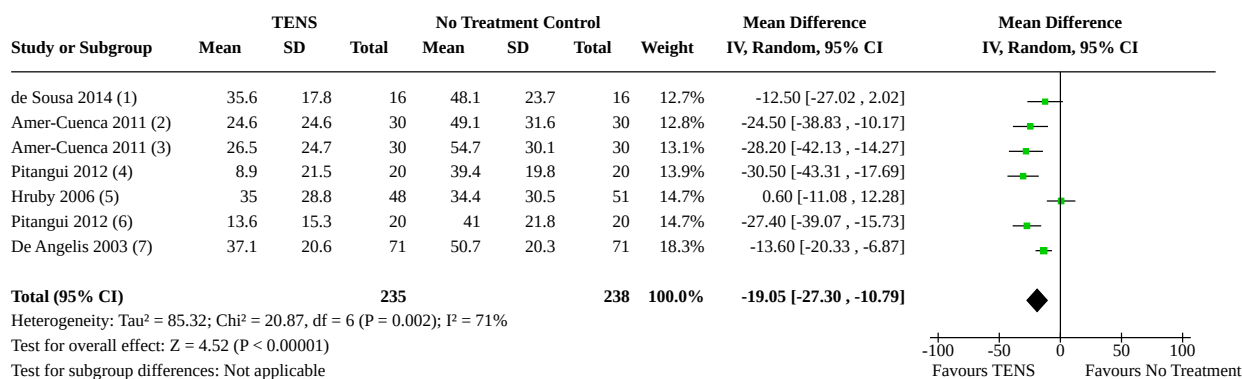 TENS No Treatment Control Mean Difference Mean Difference
Study or Subgroup Mean SD Total Mean SD Total Weight IV, Random, 95% CI IV, Random, 95% CI
de Sousa 2014 (1) 35.6 17.8 16 48.1 23.7 16 12.7% -12.50 [-27.02 , 2.02]
Amer-Cuenca 2011 (2) 24.6 24.6 30 49.1 31.6 30 12.8% -24.50 [-38.83 , -10.17]
Amer-Cuenca 2011 (3) 26.5 24.7 30 54.7 30.1 30 13.1% -28.20 [-42.13 , -14.27]
Pitangui 2012 (4) 8.9 21.5 20 39.4 19.8 20 13.9% -30.50 [-43.31 , -17.69]
Hruby 2006 (5) 35 28.8 48 34.4 30.5 51 14.7% 0.60 [-11.08 , 12.28]
Pitangui 2012 (6) 13.6 15.3 20 41 21.8 20 14.7% -27.40 [-39.07 , -15.73]
De Angelis 2003 (7) 37.1 20.6 71 50.7 20.3 71 18.3% -13.60 [-20.33 , -6.87]
Total (95% CI) 235 238 100.0% -19.05 [-27.30 , -10.79]
Heterogeneity: Tau² = 85.32; Chi² = 20.87, df = 6 (P = 0.002); I² = 71%
Test for overall effect: Z = 4.52 (P < 0.00001)
Test for subgroup differences: Not applicable
-100 -50 0 50 100
Favours TENS Favours No Treatment